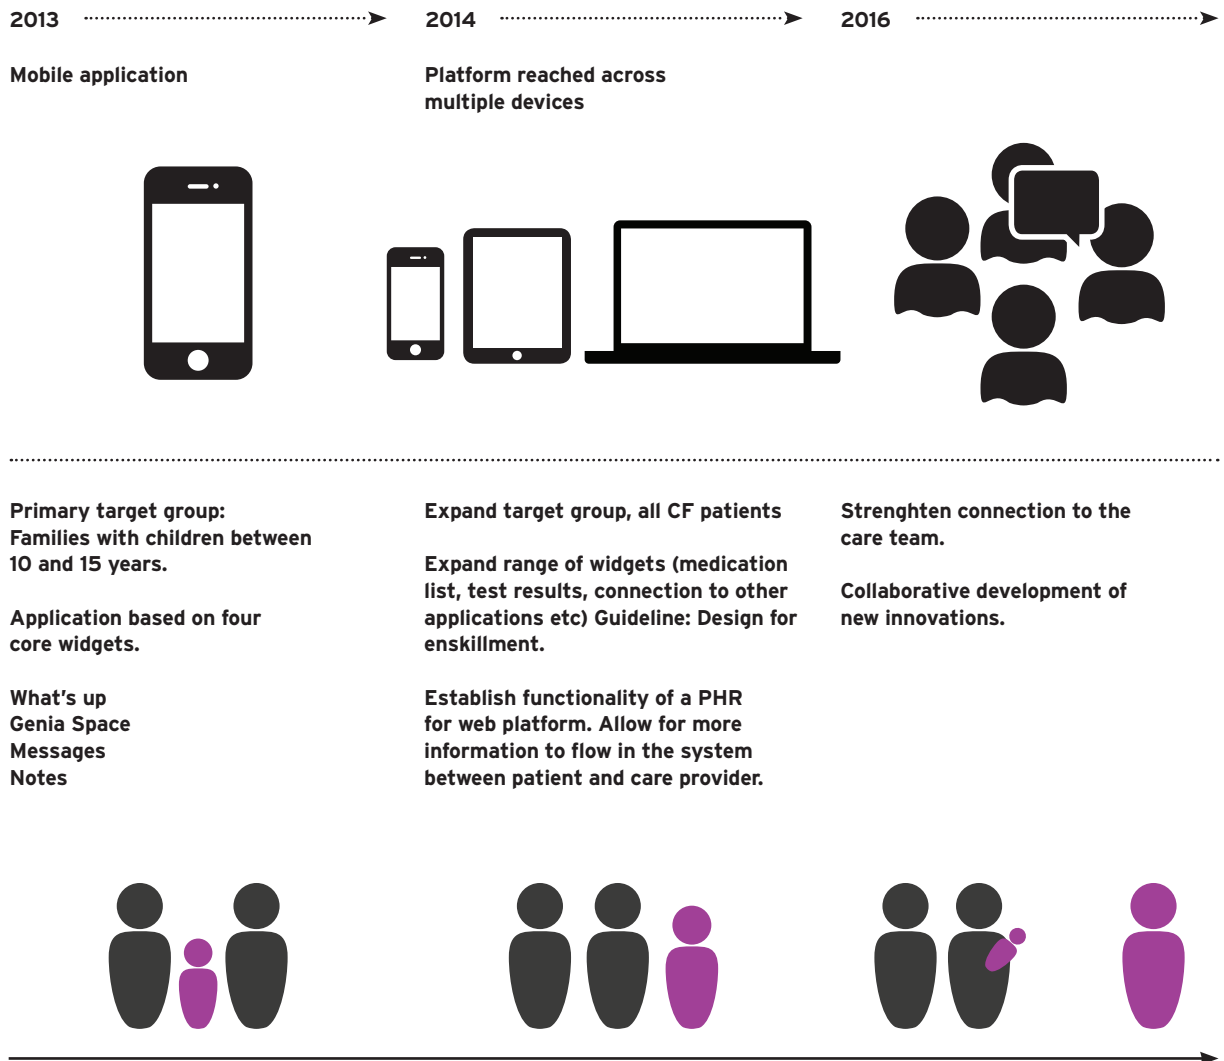 2013
2014
2016
Mobile application
Platform reached across
multiple devices
Primary target group:
Families with children between
10 and 15 years.
Application based on four
core widgets.
What's up
Genia Space
Messages
Notes
Expand target group, all CF patients
Expand range of widgets (medication
list, test results, connection to other
applications etc) Guideline: Design for
enskillment.
Establish functionality of a PHR
for web platform. Allow for more
information to flow in the system
between patient and care provider.
Strenghten connection to the
care team.
Collaborative development of
new innovations.